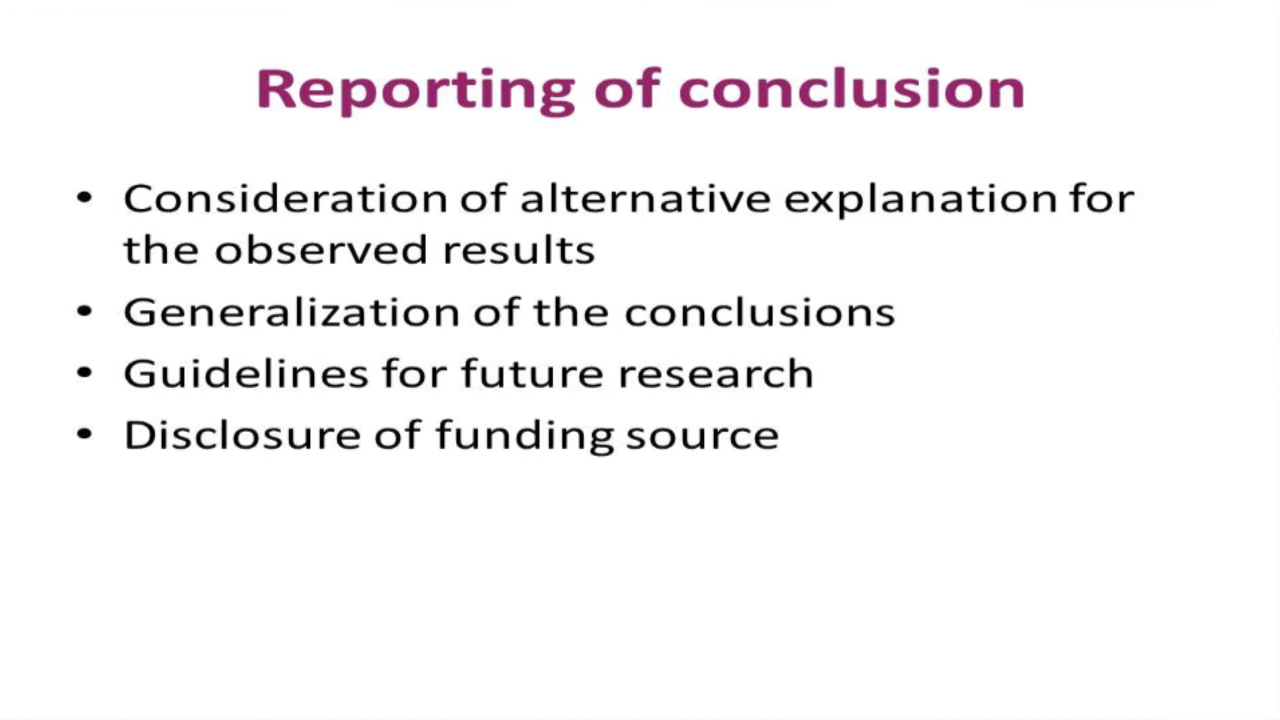 Reporting of conclusion
• Consideration of alternative explanation for
the observed results
• Generalization of the conclusions
• Guidelines for future research
• Disclosure of funding source